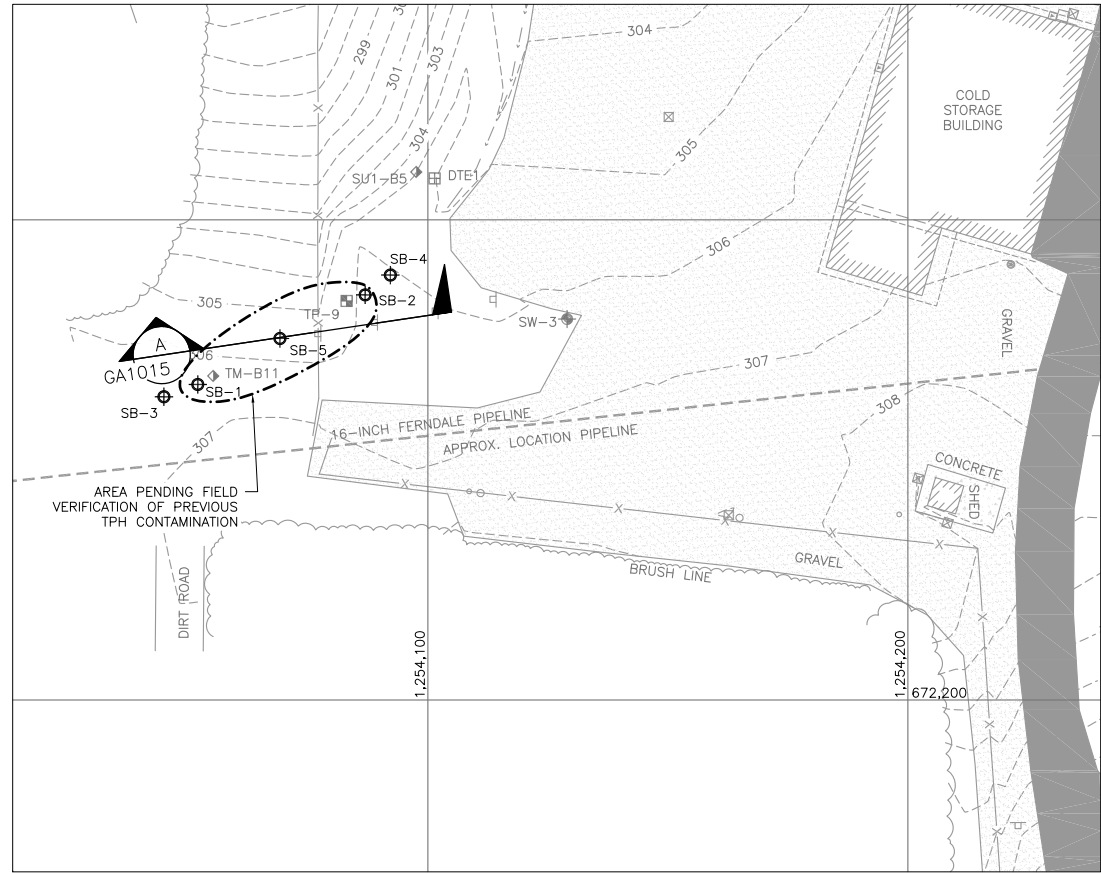 304
COLD
STORAGE
BUILDING
299
301
303
304
305
SU1-B5
DTE1
306
SB-4
305
TP-9
SB-2
SW-3
GRAVEL
A
GA1015
306
SB-5
TM-B11
307
SB-1
SB-3
308
307
16-INCH FERNDALE PIPELINE
APPROX. LOCATION PIPELINE
AREA PENDING FIELD
VERIFICATION OF PREVIOUS
TPH CONTAMINATION
CONCRETE
SHED
GRAVEL
BRUSH LINE
DIRT ROAD
1,254,100
1,254,200
672,200